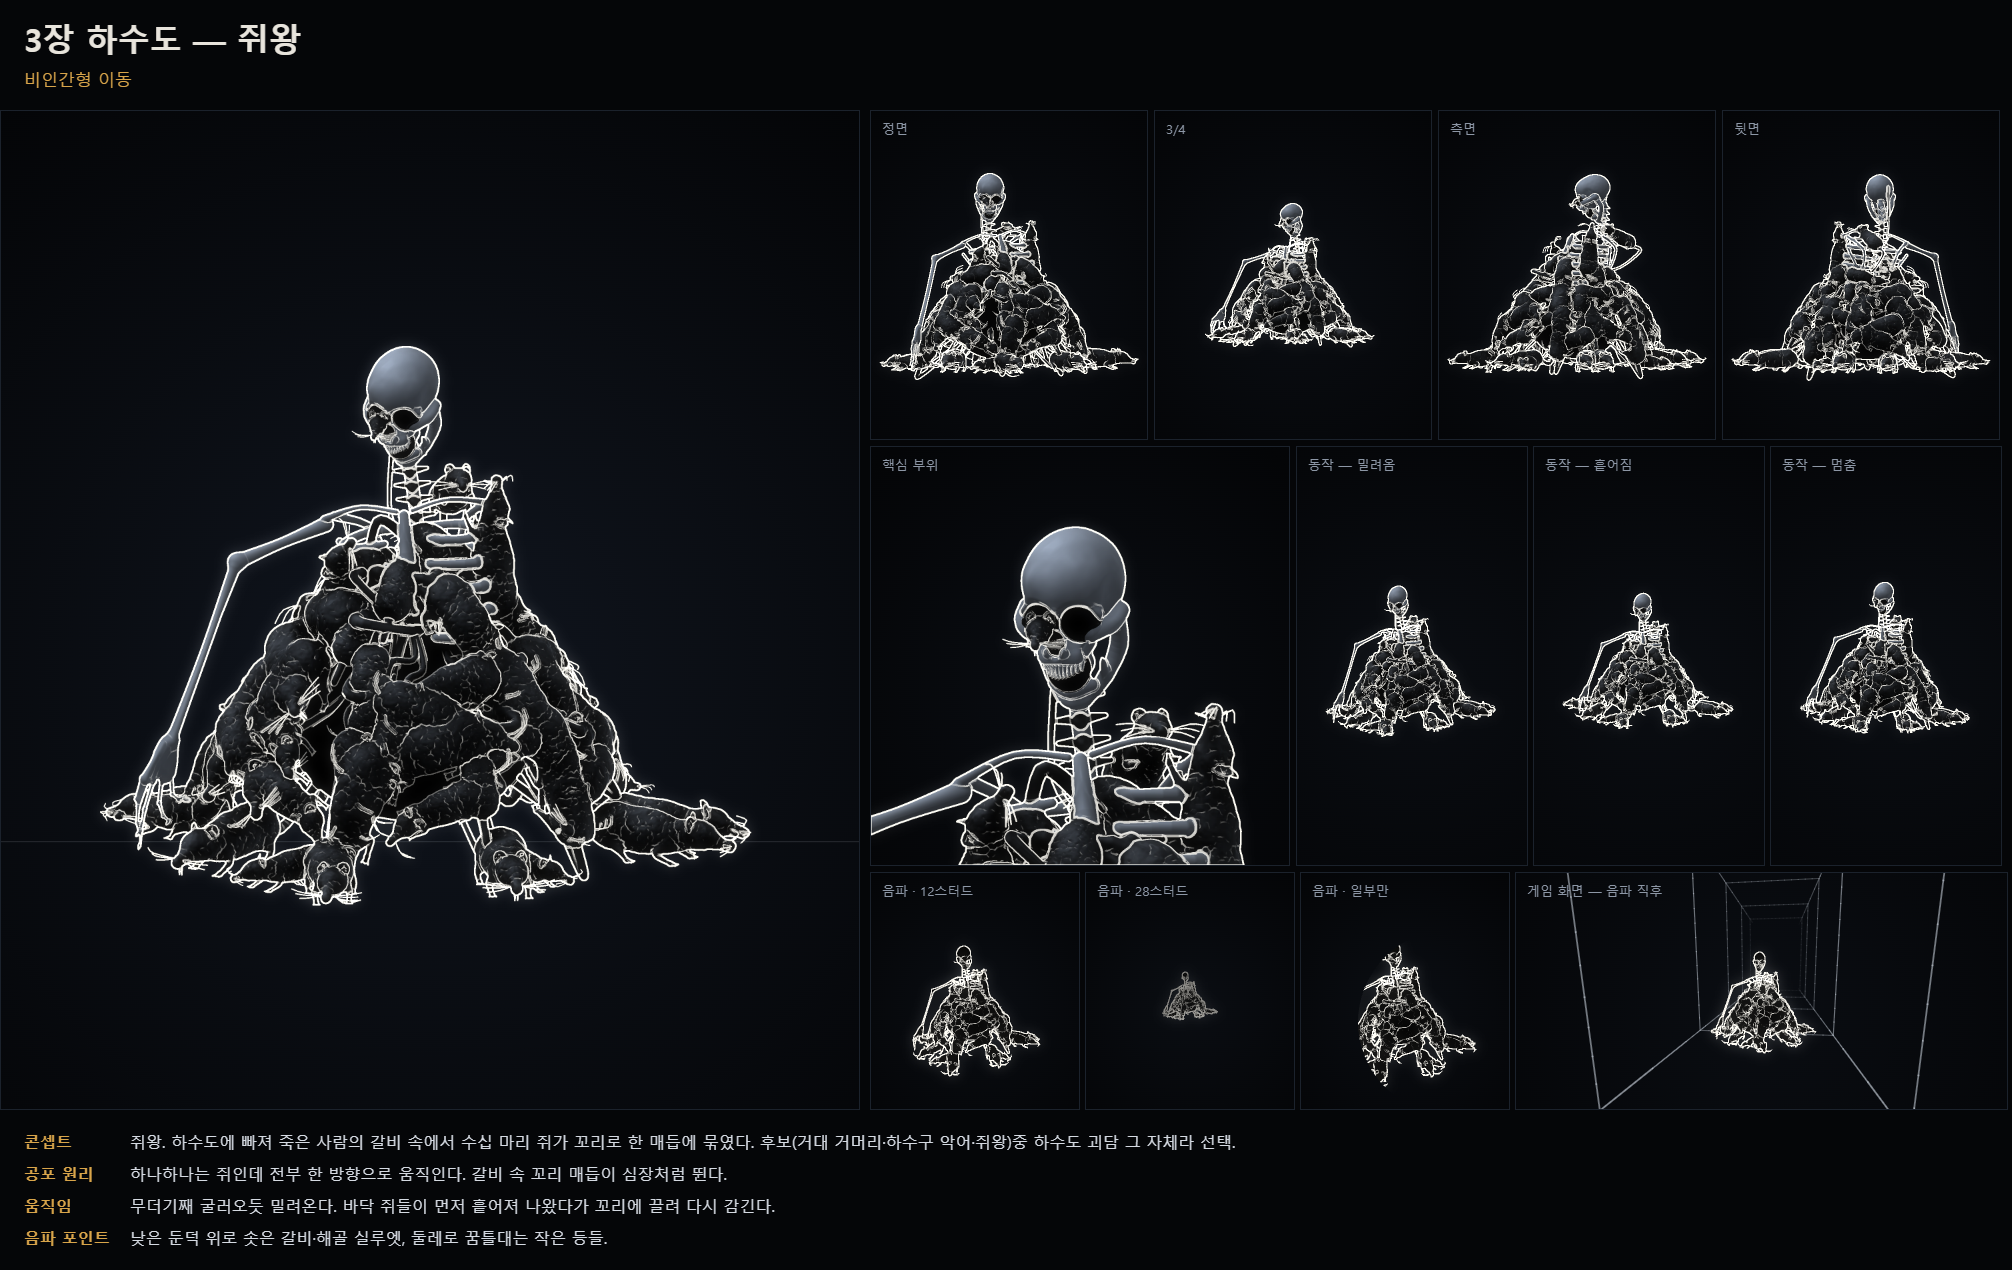 3장 하수도 — 쥐왕
비인간형 이동
정면
3/4
측면
뒷면
핵심 부위
동작 — 밀려옴
동작 — 흩어짐
동작 — 멈춤
음파 · 12스터드
음파 · 28스터드
음파 · 일부만
게임 화면 — 음파 직후
콘셉트 쥐왕. 하수도에 빠져 죽은 사람의 갈비 속에서 수십 마리 쥐가 꼬리로 한 매듭에 묶였다. 후보(거대 거머리·하수구 악어·쥐왕)중 하수도 괴담 그 자체라 선택.
공포 원리 하나하나는 쥐인데 전부 한 방향으로 움직인다. 갈비 속 꼬리 매듭이 심장처럼 뛴다.
움직임 무더기째 굴러오듯 밀려온다. 바닥 쥐들이 먼저 흩어져 나왔다가 꼬리에 끌려 다시 감긴다.
음파 포인트 낮은 둔덕 위로 솟은 갈비·해골 실루엣, 둘레로 꿈틀대는 작은 등들.